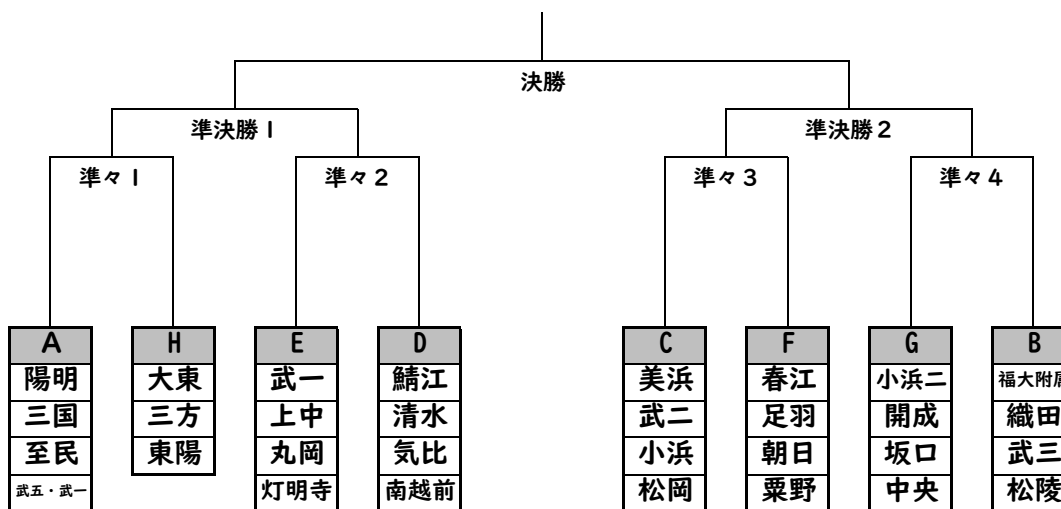 決勝
準決勝1 準決勝2
準々1 準々2 準々3 準々4
A H E D C F G B
陽明 大東 武一 鯖江 美浜 春江 小浜二 福大附属
三国 三方 上中 清水 武二 足羽 開成 織田
至民 東陽 丸岡 気比 小浜 朝日 坂口 武三
武五・武一 灯明寺 南越前 松岡 粟野 中央 松陵